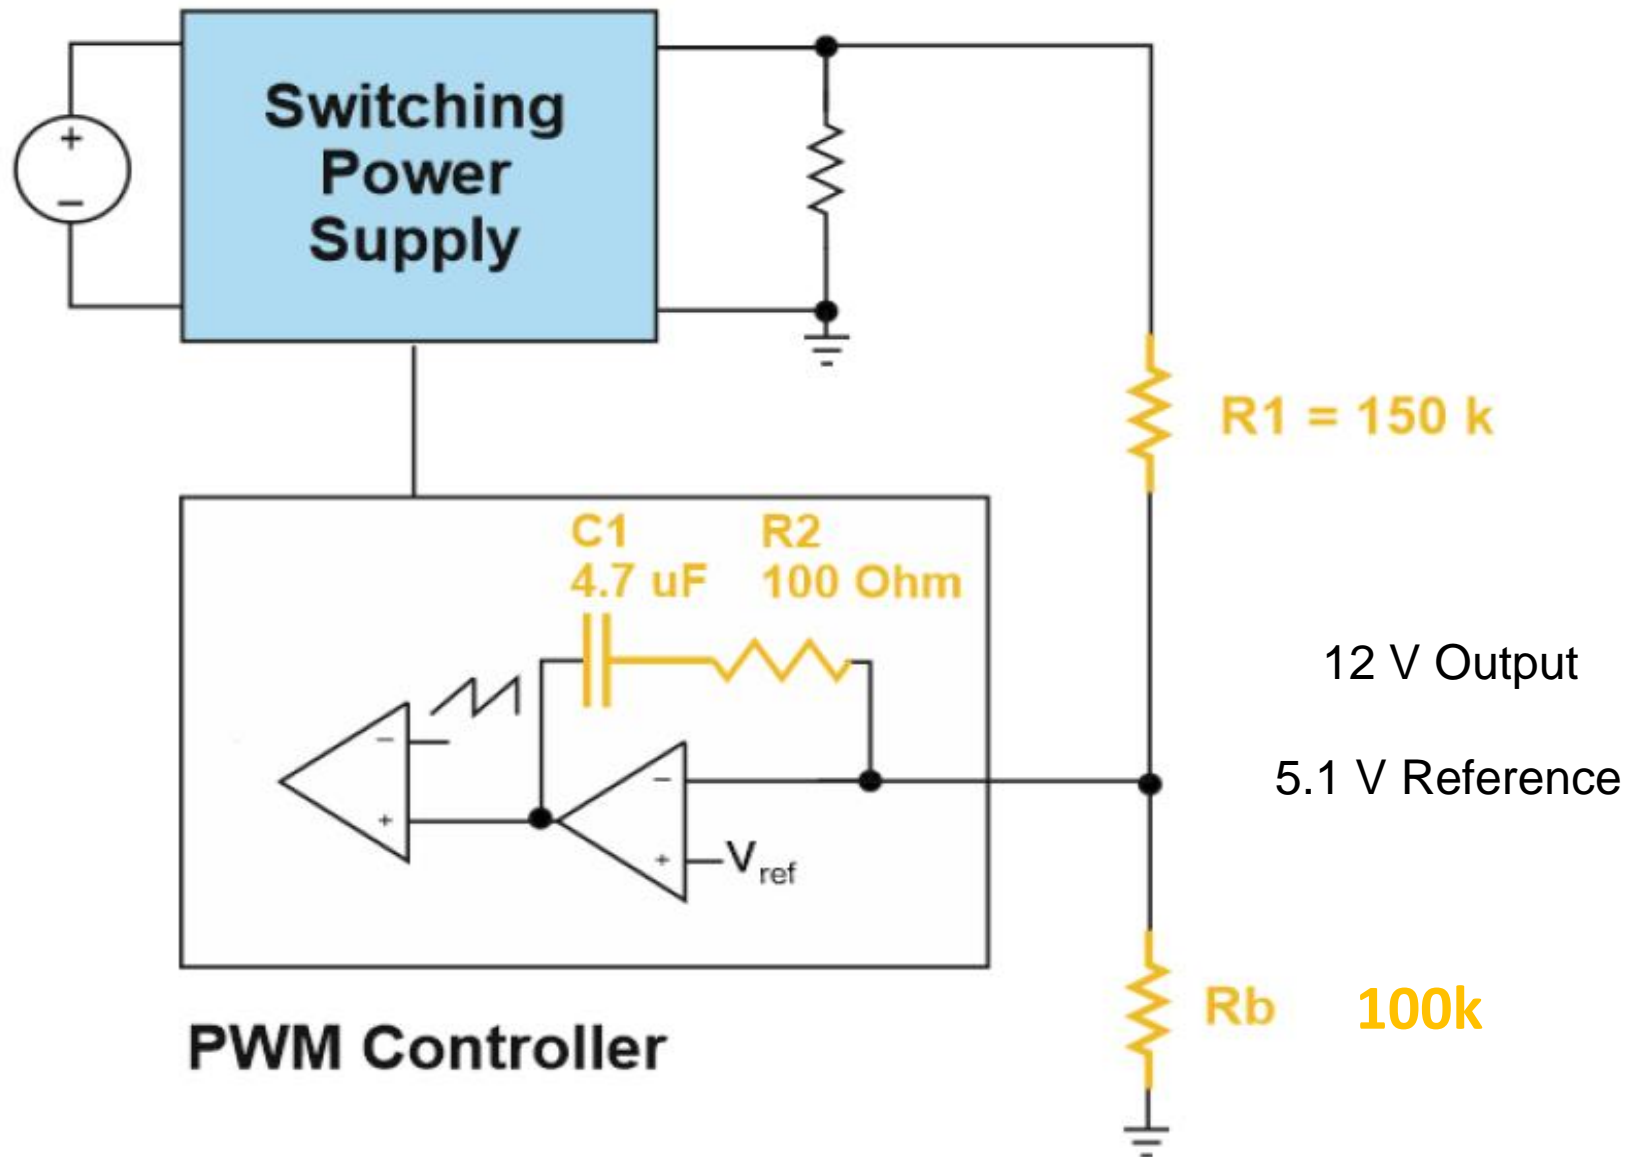 Switching
Power
Supply
+
−
R1 = 150 k
C1
4.7 uF
R2
100 Ohm
12 V Output
5.1 V Reference
−
+
−
+
Vref
Rb
100k
PWM Controller